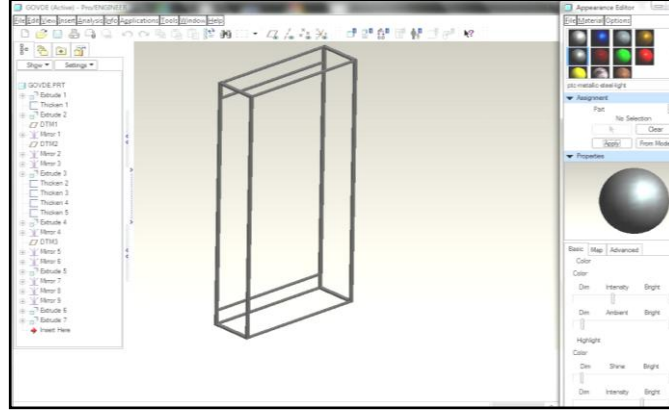 GOVDE (Active) - Pro/ENGINEER
File Edit View Insert Analysis Info Applications Tools Window Help
Show Settings
GOVDE.PRT
Extrude 1
Thicken 1
Extrude 2
DTM1
Mirror 1
DTM2
Mirror 2
Mirror 3
Extrude 3
Thicken 2
Thicken 3
Thicken 4
Thicken 5
Extrude 4
Mirror 4
DTM3
Mirror 5
Mirror 6
Extrude 5
Mirror 7
Mirror 8
Mirror 9
Extrude 6
Extrude 7
Insert Here
Appearance Editor
File Material Options
ptc-metallic-steel-light
Assignment
Part
No Selection
Clear
Apply From Model
Properties
Basic Map Advanced
Color
Color
Dim Intensity Bright
Dim Ambient Bright
Highlight
Color
Dim Shine Bright
Dim Intensity Bright